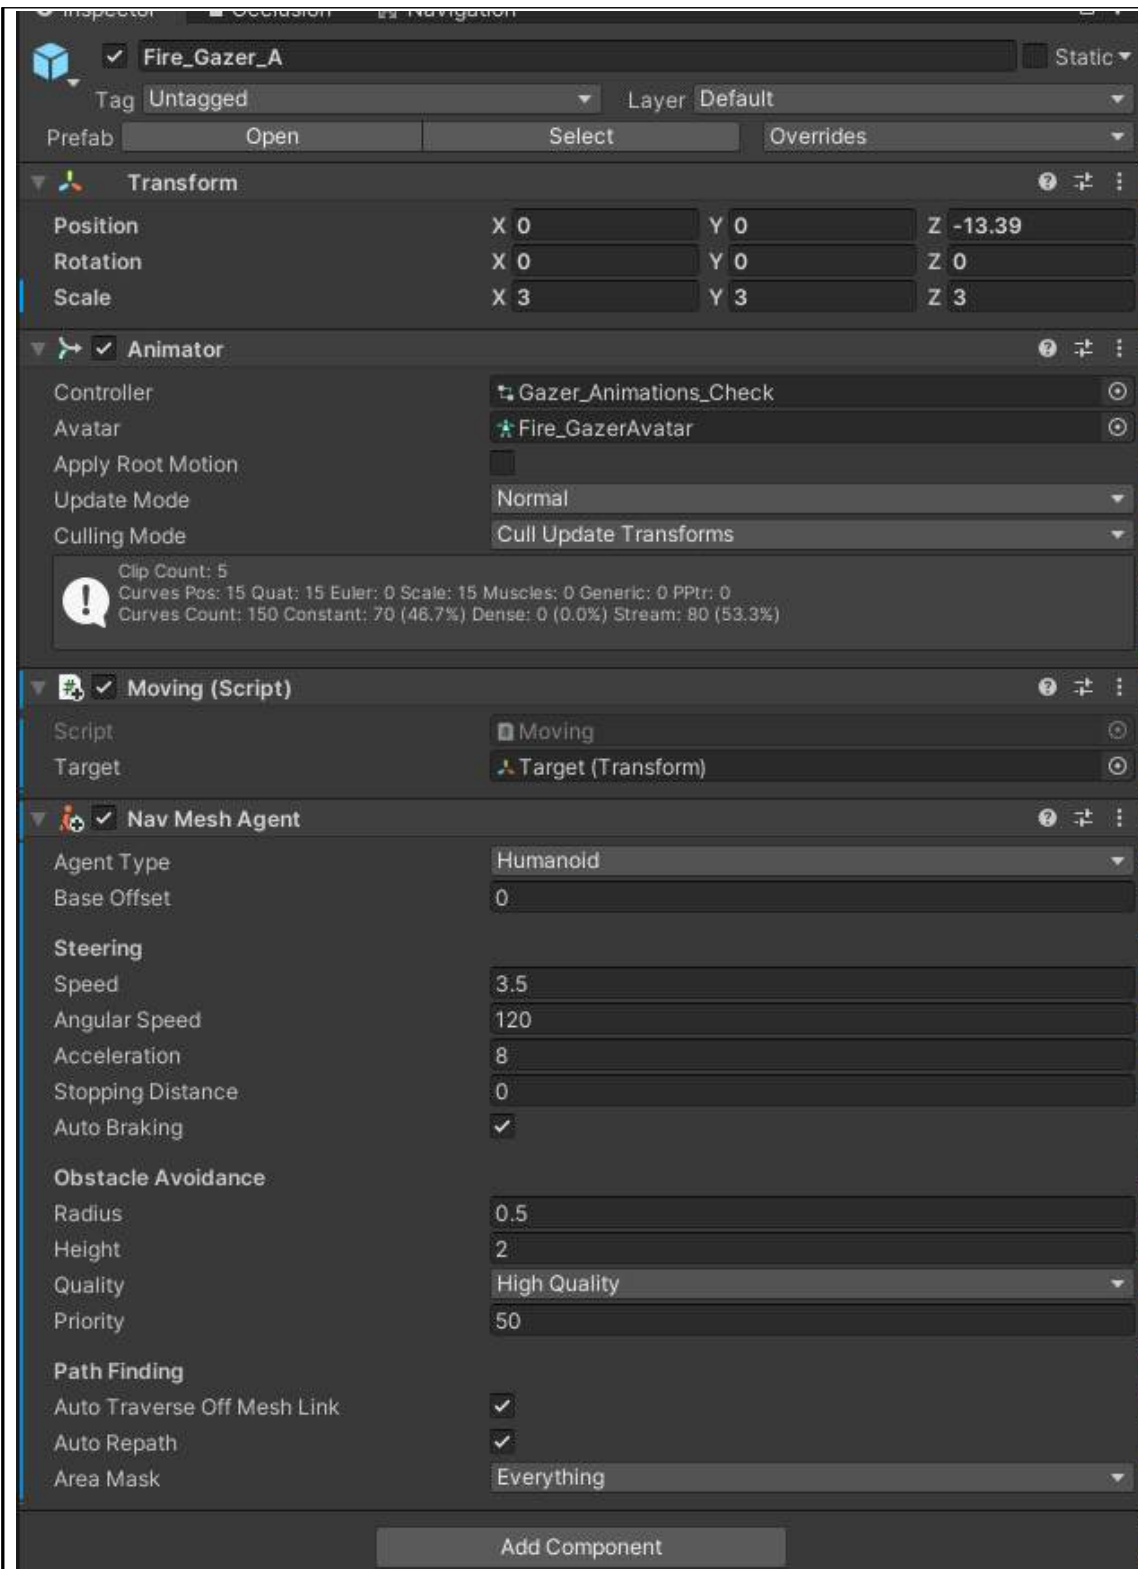 Inspector Occlusion Navigation
Fire_Gazer_A Static
Tag Untagged Layer Default
Prefab Open Select Overrides
Transform
Position X 0 Y 0 Z -13.39
Rotation X 0 Y 0 Z 0
Scale X 3 Y 3 Z 3
Animator
Controller Gazer_Animations_Check
Avatar Fire_GazerAvatar
Apply Root Motion
Update Mode Normal
Culling Mode Cull Update Transforms
Clip Count: 5
Curves Pos: 15 Quat: 15 Euler: 0 Scale: 15 Muscles: 0 Generic: 0 PPtr: 0
Curves Count: 150 Constant: 70 (46.7%) Dense: 0 (0.0%) Stream: 80 (53.3%)
Moving (Script)
Script Moving
Target Target (Transform)
Nav Mesh Agent
Agent Type Humanoid
Base Offset 0
Steering
Speed 3.5
Angular Speed 120
Acceleration 8
Stopping Distance 0
Auto Braking
Obstacle Avoidance
Radius 0.5
Height 2
Quality High Quality
Priority 50
Path Finding
Auto Traverse Off Mesh Link
Auto Repath
Area Mask Everything
Add Component